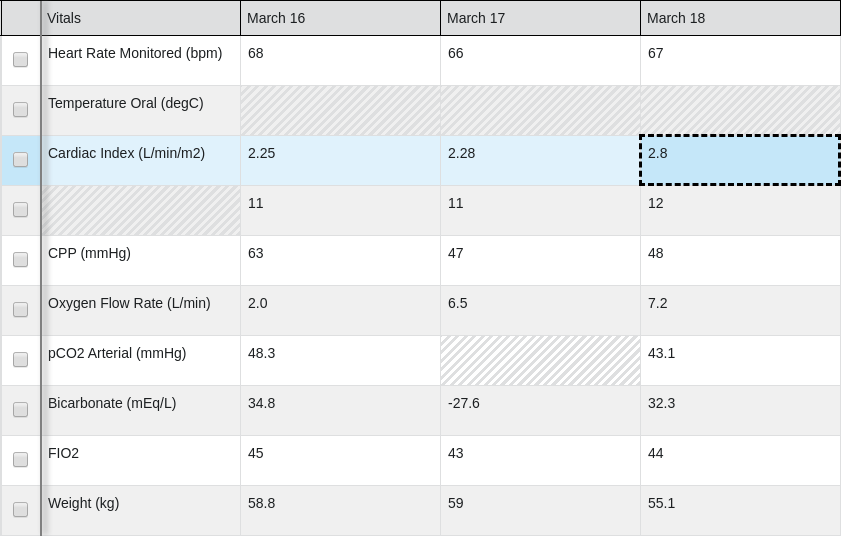 Vitals March 16 March 17 March 18
Heart Rate Monitored (bpm) 68 66 67
Temperature Oral (degC)
Cardiac Index (L/min/m2) 2.25 2.28 2.8
11 11 12
CPP (mmHg) 63 47 48
Oxygen Flow Rate (L/min) 2.0 6.5 7.2
pCO2 Arterial (mmHg) 48.3 43.1
Bicarbonate (mEq/L) 34.8 -27.6 32.3
FIO2 45 43 44
Weight (kg) 58.8 59 55.1